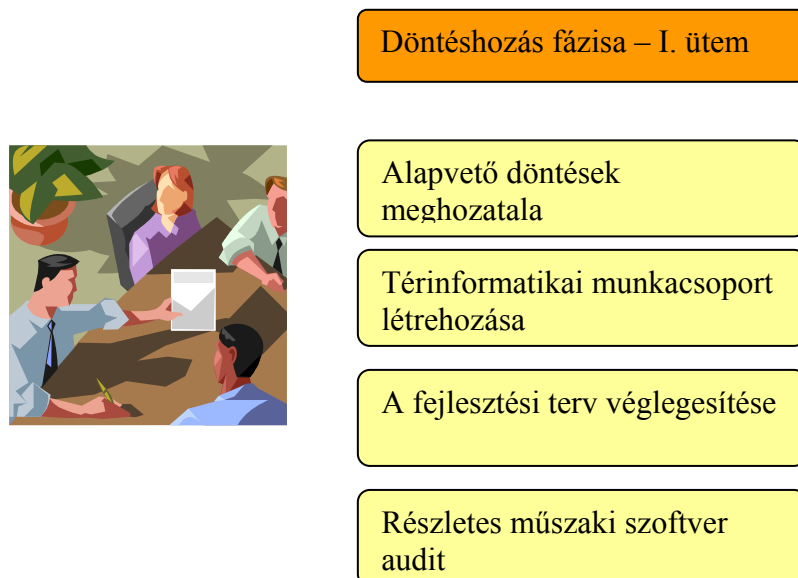 Döntéshozás fázisa – I. ütem
Alapvető döntések
meghozatala
Térinformatikai munkacsoport
létrehozása
A fejlesztési terv véglegesítése
Részletes műszaki szoftver
audit